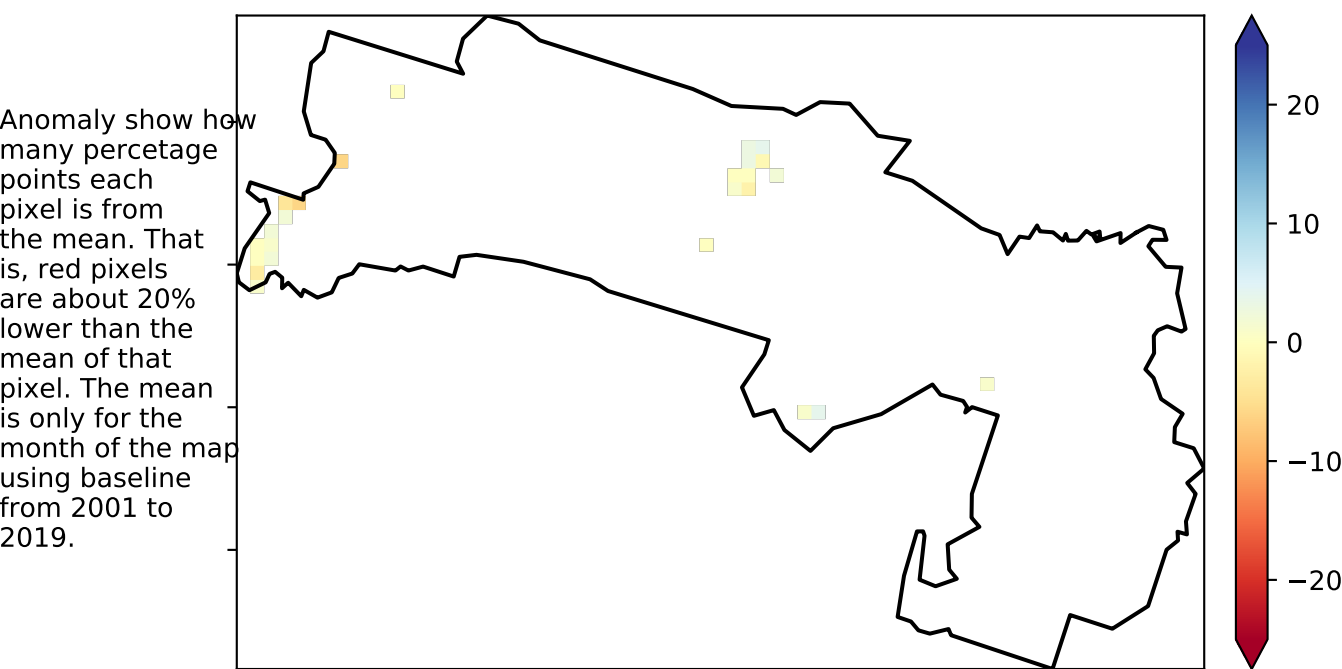 Anomaly show how
many percetage
points each
pixel is from
the mean. That
is, red pixels
are about 20%
lower than the
mean of that
pixel. The mean
is only for the
month of the map
using baseline
from 2001 to
2019.
20
10
0
−10
−20